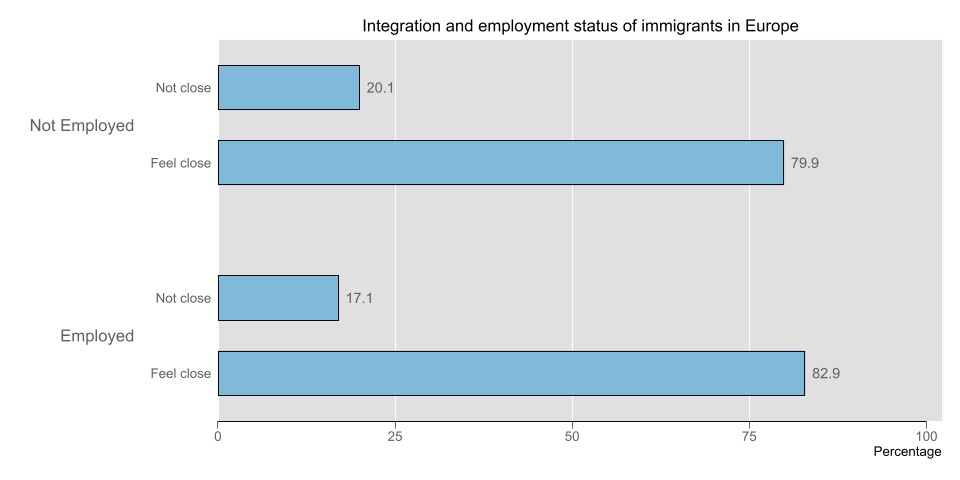 Integration and employment status of immigrants in Europe
Not Employed
Not close
20.1
Feel close
79.9
Employed
Not close
17.1
Feel close
82.9
0 25 50 75 100
Percentage